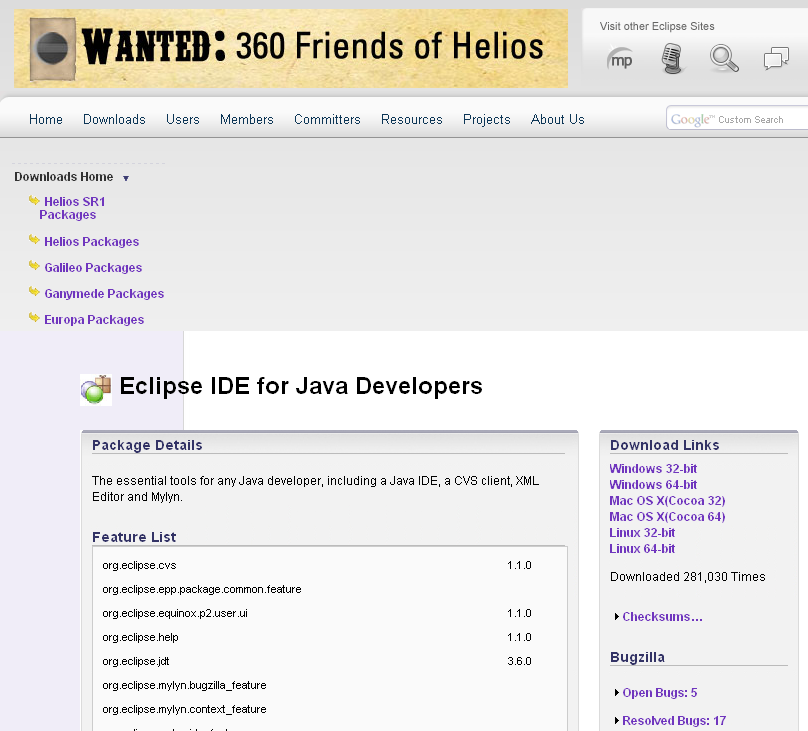 WANTED: 360 Friends of Helios
Visit other Eclipse Sites
mp
Home Downloads Users Members Committers Resources Projects About Us
Google™ Custom Search
Downloads Home
Helios SR1
Packages
Helios Packages
Galileo Packages
Ganymede Packages
Europa Packages
Eclipse IDE for Java Developers
Package Details
The essential tools for any Java developer, including a Java IDE, a CVS client, XML
Editor and Mylyn.
Feature List
org.eclipse.cvs 1.1.0
org.eclipse.epp.package.common.feature
org.eclipse.equinox.p2.user.ui 1.1.0
org.eclipse.help 1.1.0
org.eclipse.jdt 3.6.0
org.eclipse.mylyn.bugzilla_feature
org.eclipse.mylyn.context_feature
Download Links
Windows 32-bit
Windows 64-bit
Mac OS X(Cocoa 32)
Mac OS X(Cocoa 64)
Linux 32-bit
Linux 64-bit
Downloaded 281,030 Times
Checksums...
Bugzilla
Open Bugs: 5
Resolved Bugs: 17